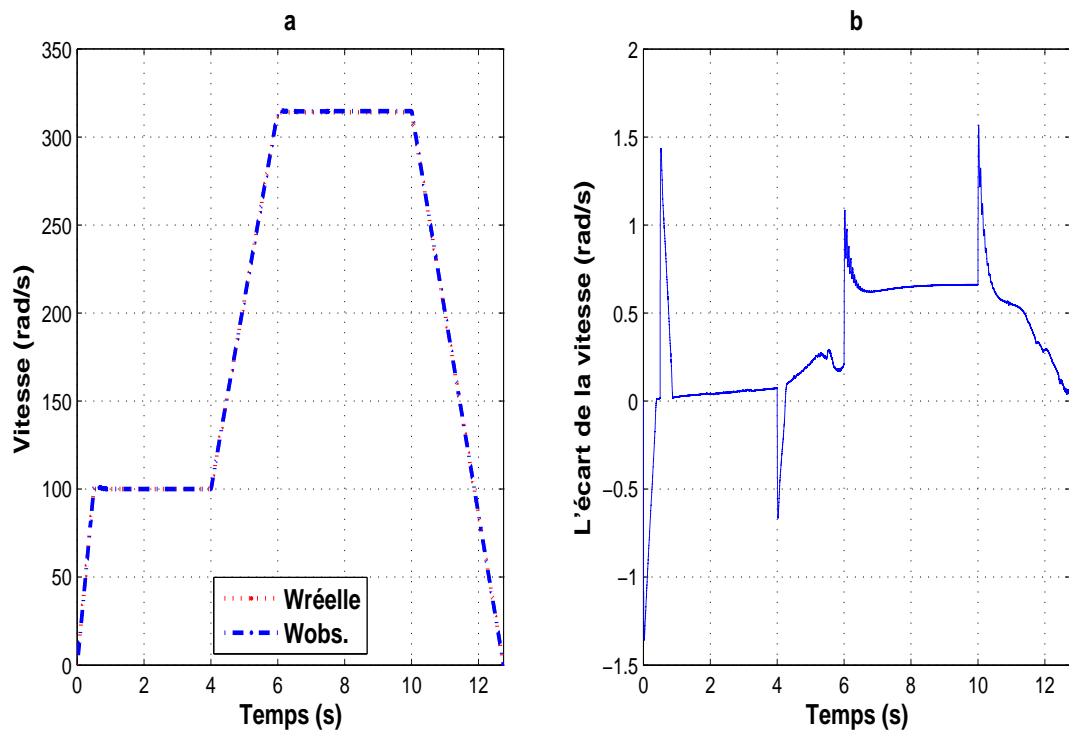 a
350
300
250
200
150
100
50
0
Vitesse (rad/s)
Wréelle
Wobs.
0 2 4 6 8 10 12
Temps (s)
b
2
1.5
1
0.5
0
−0.5
−1
−1.5
L'écart de la vitesse (rad/s)
0 2 4 6 8 10 12
Temps (s)